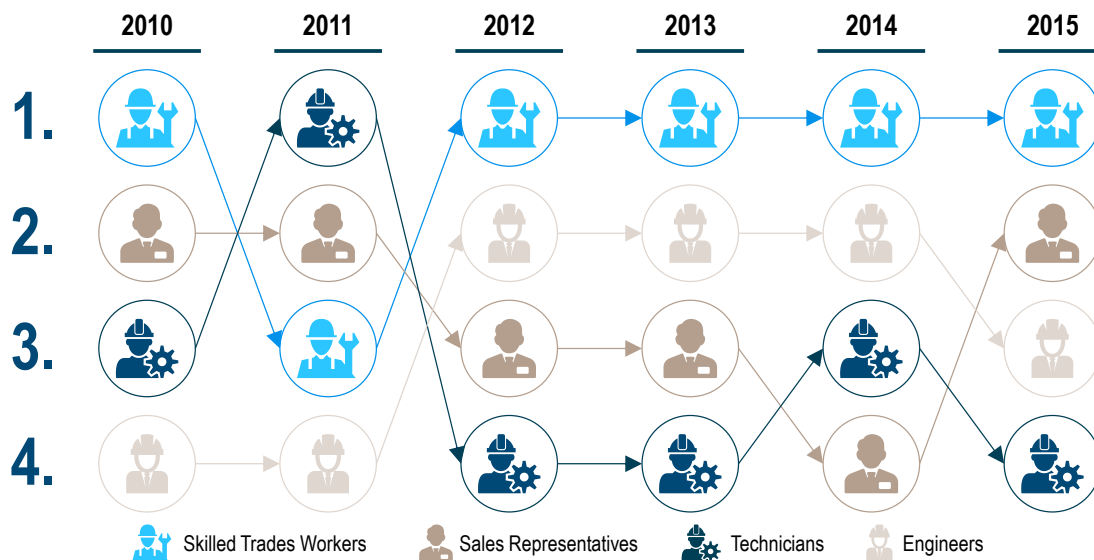 2010 2011 2012 2013 2014 2015
1.
2.
3.
4.
Skilled Trades Workers Sales Representatives Technicians Engineers